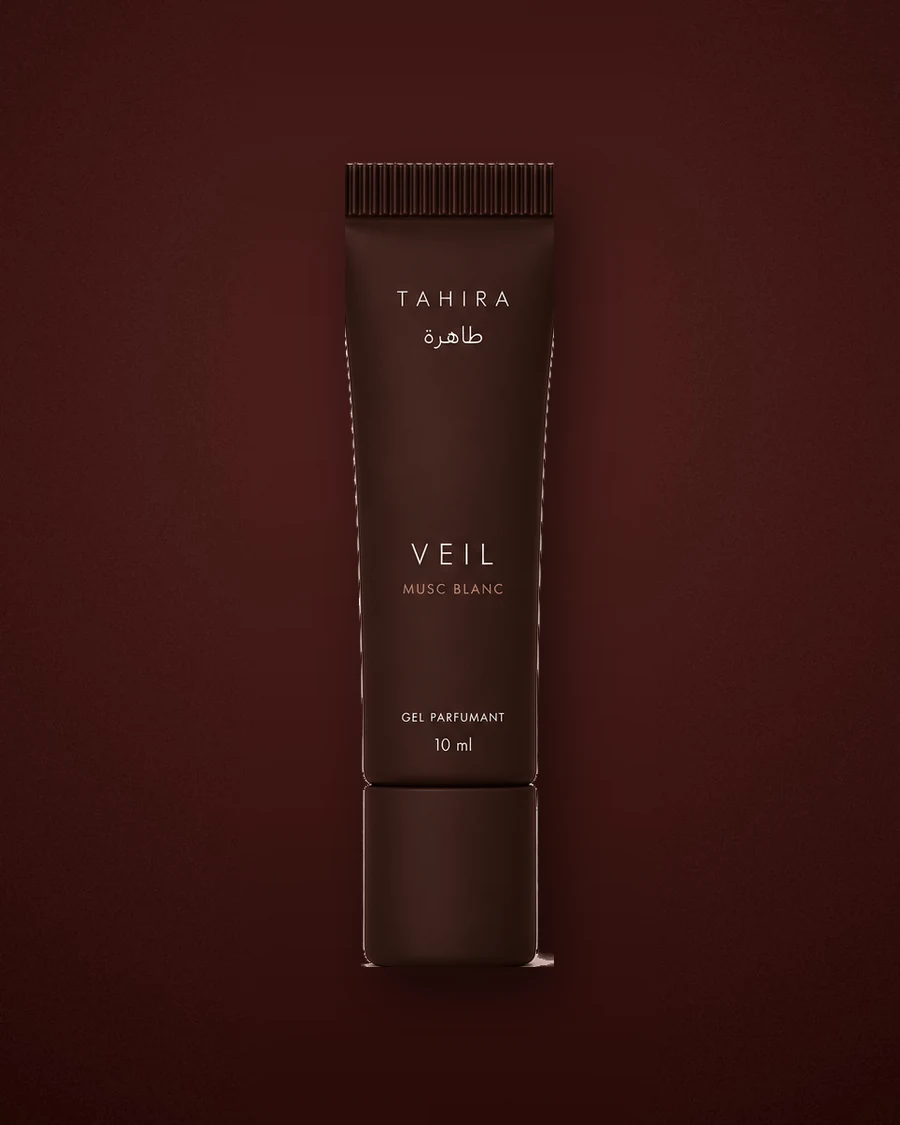 TAHIRA
طاهرة
VEIL
MUSC BLANC
GEL PARFUMANT
10 ml